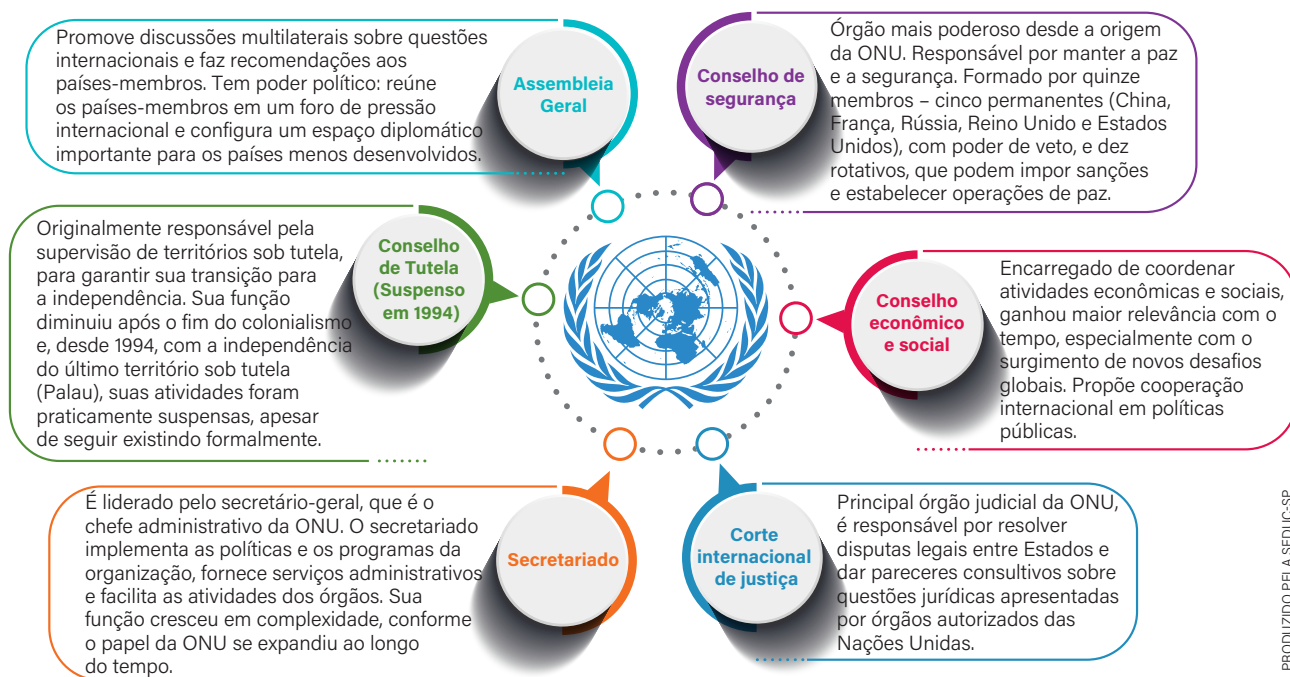 Promove discussões multilaterais sobre questões
internacionais e faz recomendações aos
países-membros. Tem poder político: reúne
os países-membros em um foro de pressão
internacional e configura um espaço diplomático
importante para os países menos desenvolvidos.
Assembleia
Geral
Conselho de
segurança
Órgão mais poderoso desde a origem
da ONU. Responsável por manter a paz
e a segurança. Formado por quinze
membros – cinco permanentes (China,
França, Rússia, Reino Unido e Estados
Unidos), com poder de veto, e dez
rotativos, que podem impor sanções
e estabelecer operações de paz.
Originalmente responsável pela
supervisão de territórios sob tutela,
para garantir sua transição para
a independência. Sua função
diminuiu após o fim do colonialismo
e, desde 1994, com a independência
do último território sob tutela
(Palau), suas atividades foram
praticamente suspensas, apesar
de seguir existindo formalmente.
Conselho
de Tutela
(Suspenso
em 1994)
Conselho
econômico
e social
Encarregado de coordenar
atividades econômicas e sociais,
ganhou maior relevância com o
tempo, especialmente com o
surgimento de novos desafios
globais. Propõe cooperação
internacional em políticas
públicas.
É liderado pelo secretário-geral, que é o
chefe administrativo da ONU. O secretariado
implementa as políticas e os programas da
organização, fornece serviços administrativos
e facilita as atividades dos órgãos. Sua
função cresceu em complexidade, conforme
o papel da ONU se expandiu ao longo
do tempo.
Secretariado
Corte
internacional
de justiça
Principal órgão judicial da ONU,
é responsável por resolver
disputas legais entre Estados e
dar pareceres consultivos sobre
questões jurídicas apresentadas
por órgãos autorizados das
Nações Unidas.
PRODUZIDO PELA SEDUC-SP